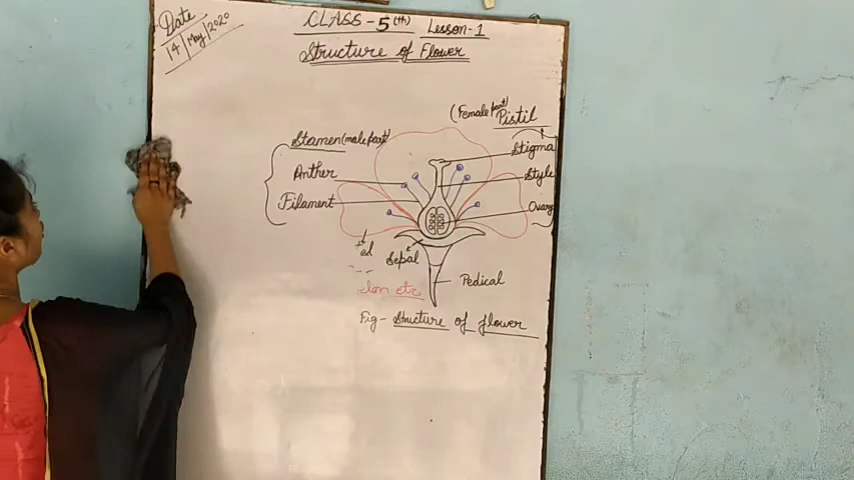 Date
14/May/2020
CLASS-5(th) Lesson-1
Structure of Flower
(Female part) Pistil
Stamen (male part)
Stigma
Anther
Style
Filament
Ovary
Sepal
Pedical
etc
Fig- Structure of flower